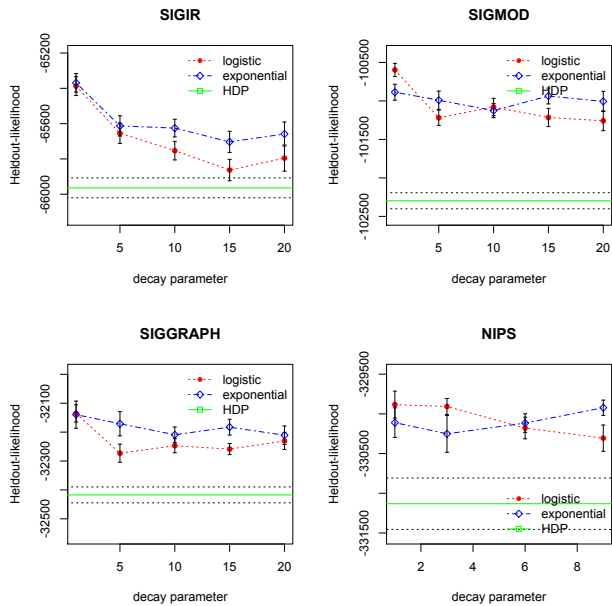 SIGIR
Heldout-likelihood
-65200
-65600
-66000
logistic
exponential
HDP
5 10 15 20
decay parameter
SIGMOD
Heldout-likelihood
-100500
-101500
-102500
logistic
exponential
HDP
5 10 15 20
decay parameter
SIGGRAPH
Heldout-likelihood
-32100
-32300
-32500
logistic
exponential
HDP
5 10 15 20
decay parameter
NIPS
Heldout-likelihood
-329500
-330500
-331500
logistic
exponential
HDP
2 4 6 8
decay parameter